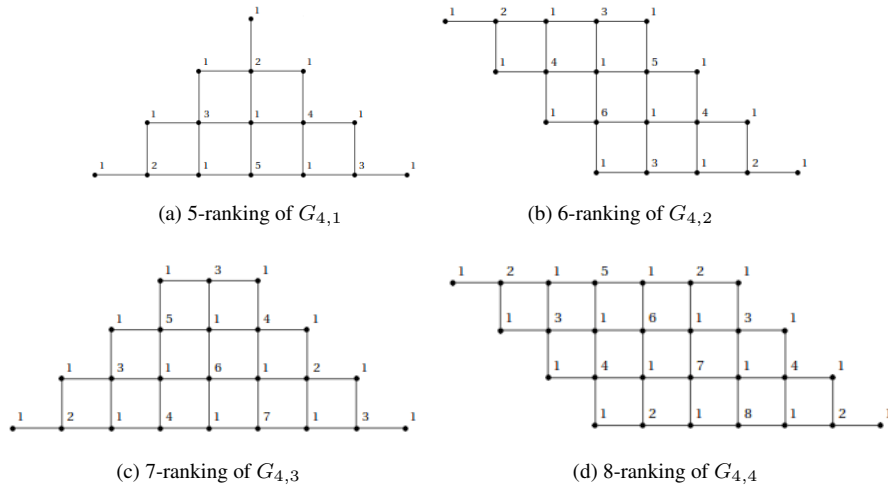 1
1 2 1
1 3 1 4 1
1 2 1 5 1 3 1
(a) 5-ranking of G4,1
1 2 1 3 1
1 4 1 5 1
1 6 1 4 1
1 3 1 2 1
(b) 6-ranking of G4,2
1 3 1
1 5 1 4 1
1 3 1 6 1 2 1
1 2 1 4 1 7 1 3 1
(c) 7-ranking of G4,3
1 2 1 5 1 2 1
1 3 1 6 1 3 1
1 4 1 7 1 4 1
1 2 1 8 1 2 1
(d) 8-ranking of G4,4